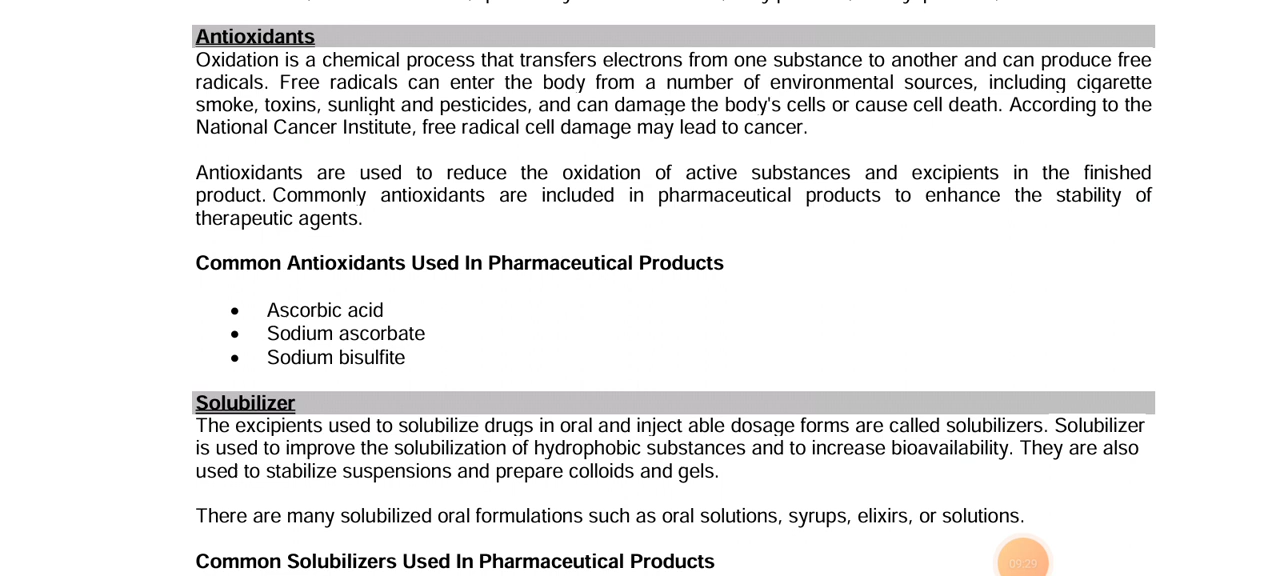 Antioxidants
Oxidation is a chemical process that transfers electrons from one substance to another and can produce free
radicals. Free radicals can enter the body from a number of environmental sources, including cigarette
smoke, toxins, sunlight and pesticides, and can damage the body's cells or cause cell death. According to the
National Cancer Institute, free radical cell damage may lead to cancer.
Antioxidants are used to reduce the oxidation of active substances and excipients in the finished
product. Commonly antioxidants are included in pharmaceutical products to enhance the stability of
therapeutic agents.
Common Antioxidants Used In Pharmaceutical Products
• Ascorbic acid
• Sodium ascorbate
• Sodium bisulfite
Solubilizer
The excipients used to solubilize drugs in oral and inject able dosage forms are called solubilizers. Solubilizer
is used to improve the solubilization of hydrophobic substances and to increase bioavailability. They are also
used to stabilize suspensions and prepare colloids and gels.
There are many solubilized oral formulations such as oral solutions, syrups, elixirs, or solutions.
Common Solubilizers Used In Pharmaceutical Products
09:29